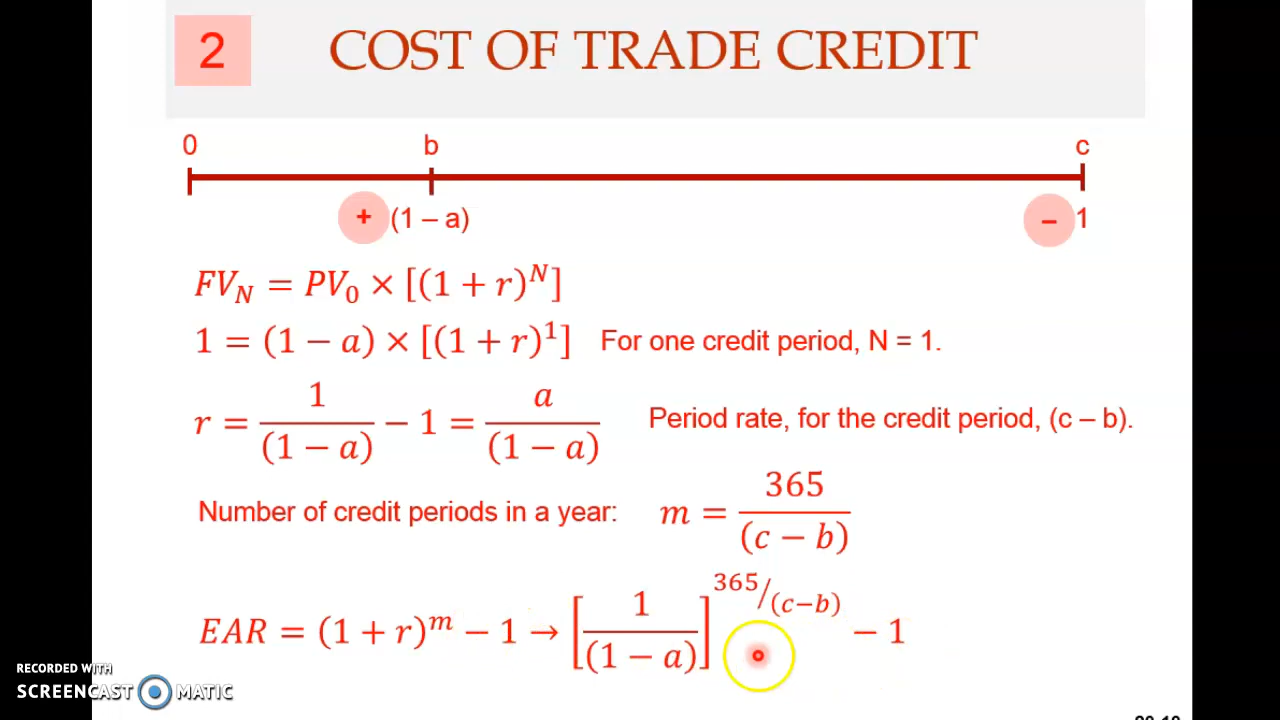 2 COST OF TRADE CREDIT
0 b c
+ (1 – a) – 1
FV_N = PV_0 × [(1 + r)^N]
1 = (1 − a) × [(1 + r)^1] For one credit period, N = 1.
r = 1/(1 − a) − 1 = a/(1 − a) Period rate, for the credit period, (c – b).
Number of credit periods in a year: m = 365/(c − b)
EAR = (1 + r)^m − 1 → [1/(1 − a)]^365/(c−b) − 1
RECORDED WITH
SCREENCAST MATIC